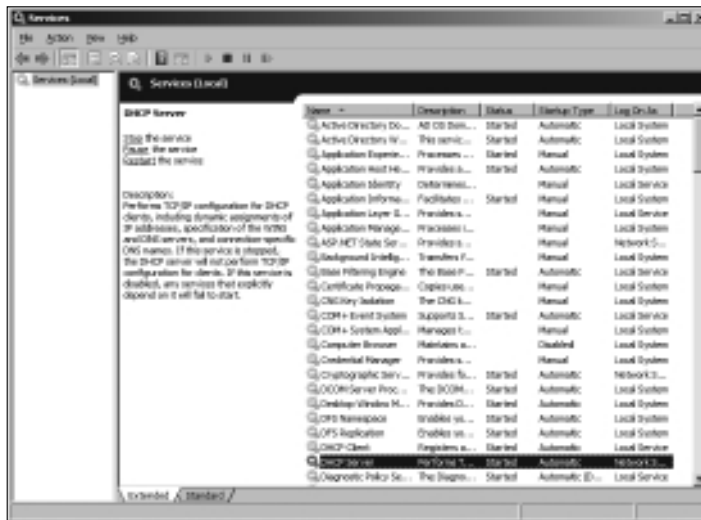 Services
File Action View Help
Services (Local)
Services (Local)
DHCP Server
Stop the service
Pause the service
Restart the service
Description:
Performs TCP/IP configuration for DHCP
clients, including dynamic assignments of
IP addresses, specification of the WINS
and DNS servers, and connection-specific
DNS names. If this service is stopped,
the DHCP server will not perform TCP/IP
configuration for clients. If this service is
disabled, any services that explicitly
depend on it will fail to start.
Name Description Status Startup Type Log On As
Active Directory Do... AD DS Dom... Started Automatic Local System
Active Directory W... This servic... Started Automatic Local System
Application Experie... Processes ... Started Manual Local System
Application Host He... Provides a... Started Automatic Local System
Application Identity Determines... Manual Local Service
Application Informa... Facilitates ... Started Manual Local System
Application Layer G... Provides s... Manual Local Service
Application Manage... Processes i... Manual Local System
ASP.NET State Ser... Provides s... Manual Network S...
Background Intellig... Transfers F... Manual Local System
Base Filtering Engine The Base F... Started Automatic Local Service
Certificate Propaga... Copies use... Manual Local System
CNG Key Isolation The CNG k... Manual Local System
COM+ Event System Supports S... Started Automatic Local Service
COM+ System Appl... Manages t... Manual Local System
Computer Browser Maintains a... Disabled Local System
Credential Manager Provides s... Manual Local System
Cryptographic Serv... Provides fo... Started Automatic Network S...
DCOM Server Proc... The DCOM... Started Automatic Local System
Desktop Window M... Provides D... Started Automatic Local System
DFS Namespace Enables yo... Started Automatic Local System
DFS Replication Enables yo... Started Automatic Local System
DHCP Client Registers a... Started Automatic Local Service
DHCP Server Performs T... Started Automatic Network S...
Diagnostic Policy Se... The Diagno... Started Automatic (D... Local Service
Extended Standard